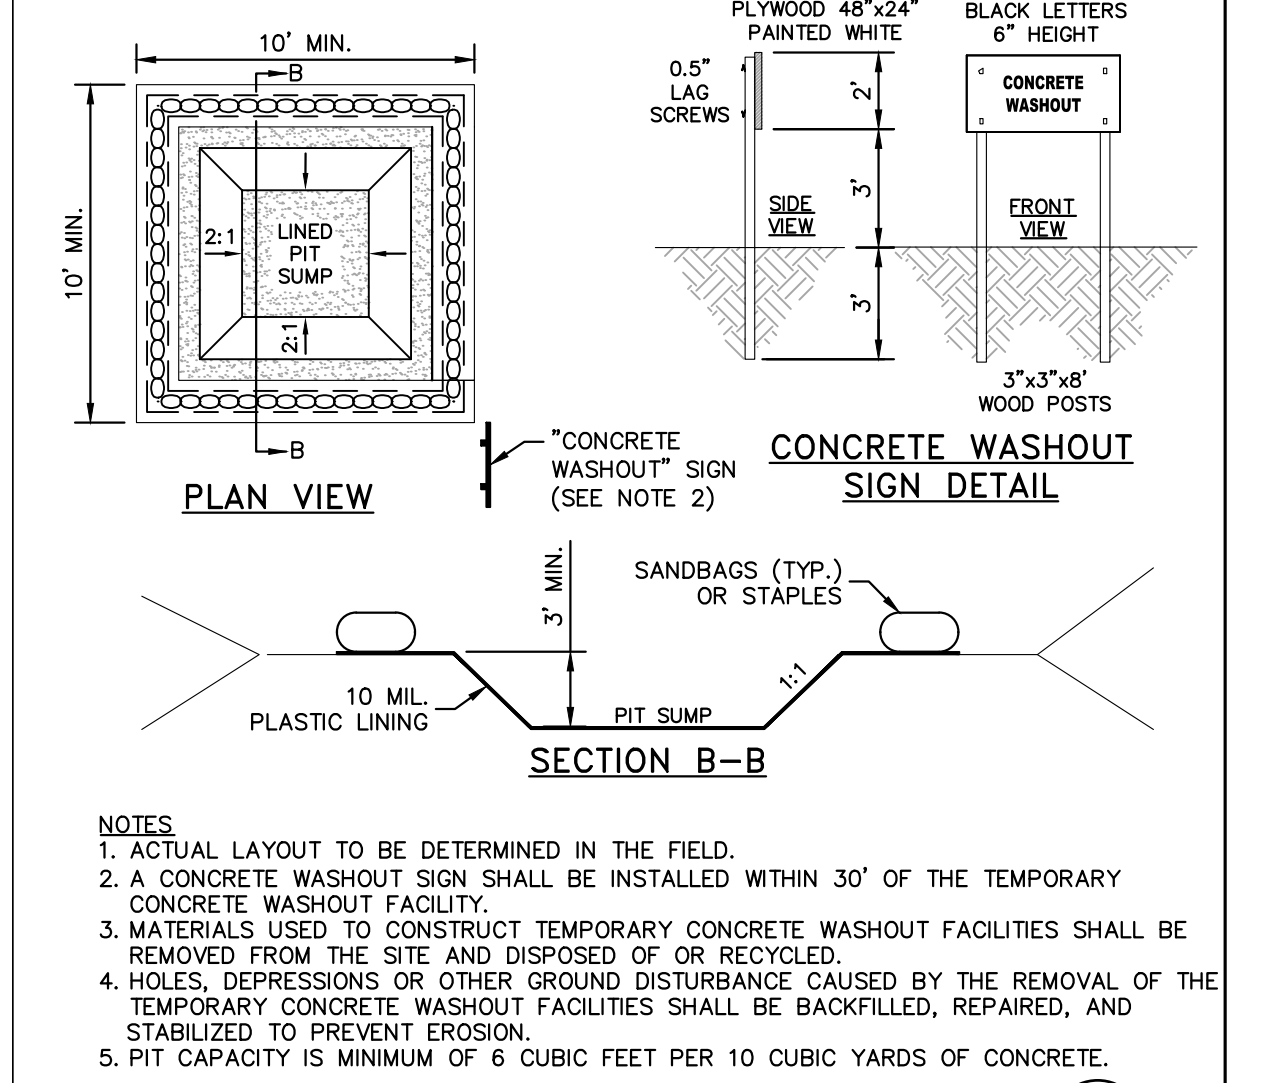 10' MIN.
B
10' MIN.
2:1
LINED
PIT
SUMP
2:1
B
PLAN VIEW
"CONCRETE
WASHOUT" SIGN
(SEE NOTE 2)
PLYWOOD 48"x24"
PAINTED WHITE
BLACK LETTERS
6" HEIGHT
0.5"
LAG
SCREWS
2'
CONCRETE
WASHOUT
3'
SIDE
VIEW
FRONT
VIEW
3'
3"x3"x8'
WOOD POSTS
CONCRETE WASHOUT
SIGN DETAIL
3' MIN.
SANDBAGS (TYP.)
OR STAPLES
10 MIL.
PLASTIC LINING
PIT SUMP
1:1
SECTION B-B
NOTES
1. ACTUAL LAYOUT TO BE DETERMINED IN THE FIELD.
2. A CONCRETE WASHOUT SIGN SHALL BE INSTALLED WITHIN 30' OF THE TEMPORARY
CONCRETE WASHOUT FACILITY.
3. MATERIALS USED TO CONSTRUCT TEMPORARY CONCRETE WASHOUT FACILITIES SHALL BE
REMOVED FROM THE SITE AND DISPOSED OF OR RECYCLED.
4. HOLES, DEPRESSIONS OR OTHER GROUND DISTURBANCE CAUSED BY THE REMOVAL OF THE
TEMPORARY CONCRETE WASHOUT FACILITIES SHALL BE BACKFILLED, REPAIRED, AND
STABILIZED TO PREVENT EROSION.
5. PIT CAPACITY IS MINIMUM OF 6 CUBIC FEET PER 10 CUBIC YARDS OF CONCRETE.